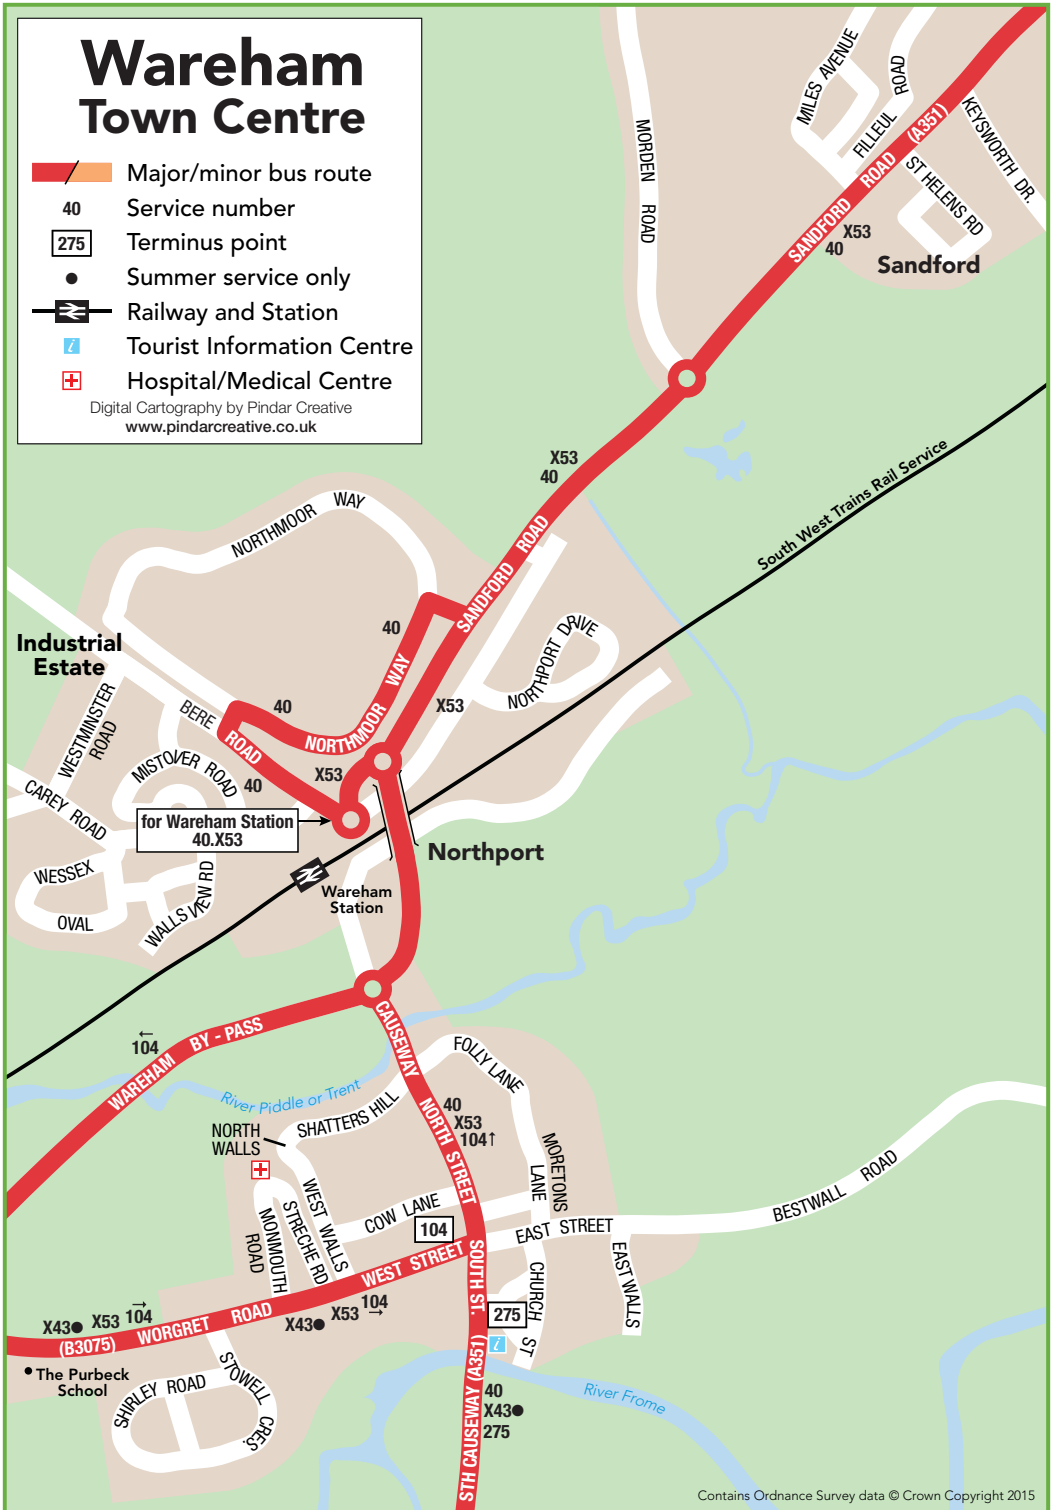 Wareham
Town Centre
Major/minor bus route
40 Service number
275 Terminus point
Summer service only
Railway and Station
i Tourist Information Centre
Hospital/Medical Centre
Digital Cartography by Pindar Creative
www.pindarcreative.co.uk
MILES AVENUE
FILLEUL ROAD
KEYSWORTH DR.
ST HELENS RD
SANDFORD ROAD (A351)
X53
40
Sandford
MORDEN ROAD
X53
40
South West Trains Rail Service
SANDFORD ROAD
NORTHMOOR WAY
40
NORTHMOOR WAY
NORTHPORT DRIVE
X53
Industrial
Estate
WESTMINSTER
ROAD
BERE
ROAD
40
MISTOVER ROAD
40
X53
CAREY ROAD
for Wareham Station
40.X53
WESSEX
OVAL
WALLS VIEW RD
Wareham
Station
Northport
←
104
WAREHAM BY - PASS
CAUSEWAY
River Piddle or Trent
FOLLY LANE
SHATTERS HILL
NORTH
WALLS
40
X53
104↑
NORTH STREET
MORETONS
LANE
WEST WALLS
STRECHE RD
MONMOUTH
ROAD
COW LANE
104
EAST STREET
BESTWALL ROAD
WEST STREET
SOUTH ST.
EAST WALLS
CHURCH ST
275
i
X43● X53 104 →
X43● X53 104 →
(B3075) WORGRET ROAD
The Purbeck
School
SHIRLEY ROAD
STOWELL CRES.
STH CAUSEWAY (A351)
40
X43●
275
River Frome
Contains Ordnance Survey data © Crown Copyright 2015